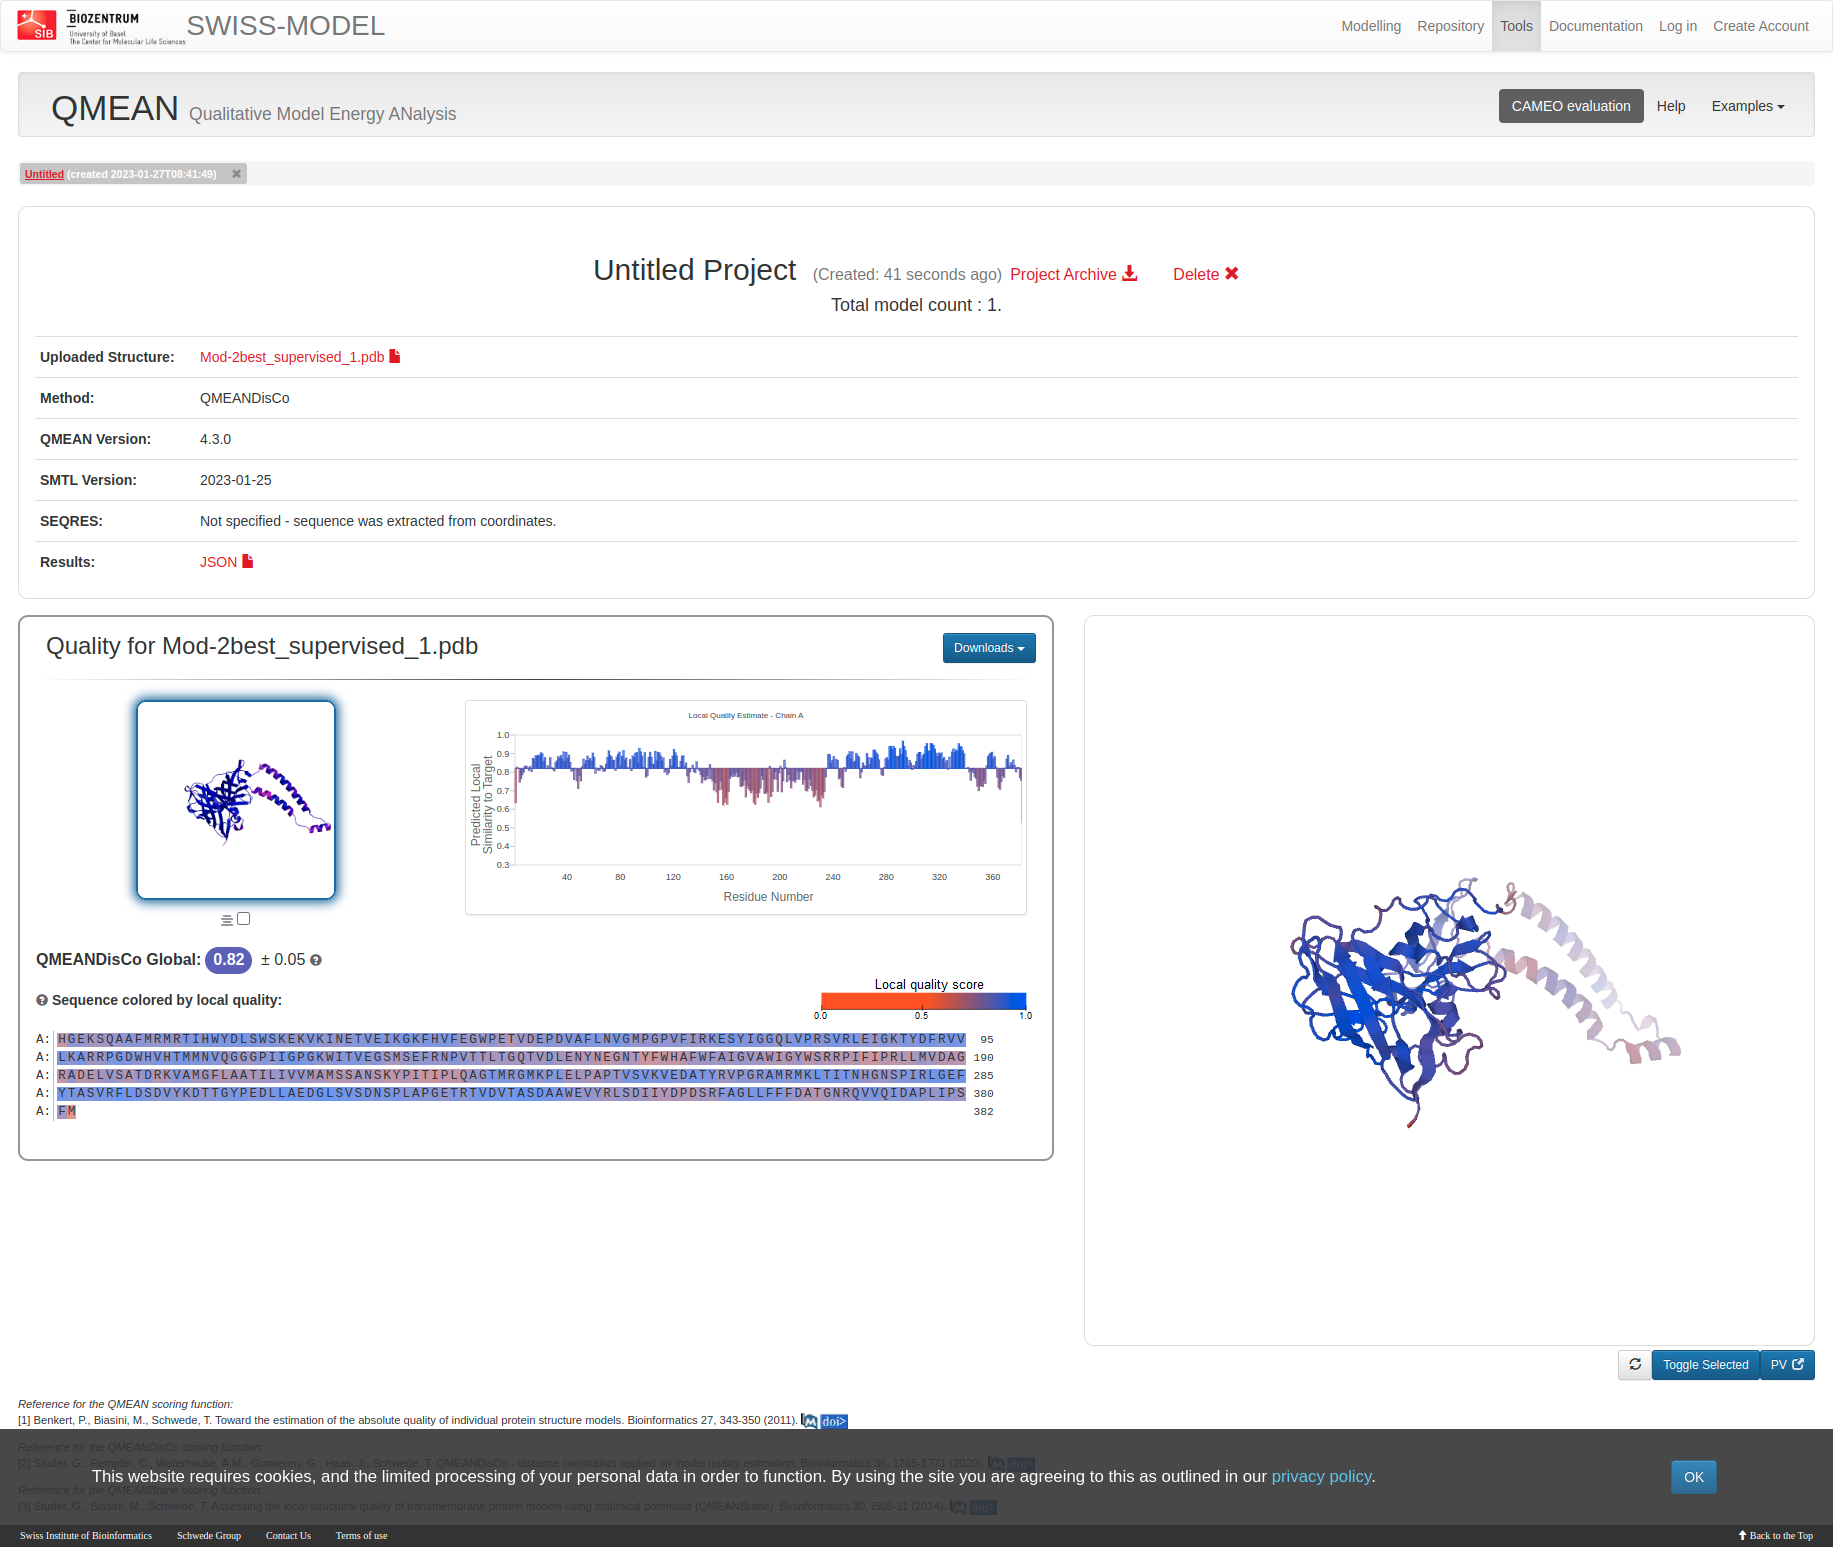 SIB
BIOZENTRUM
University of Basel
The Center for Molecular Life Sciences
SWISS-MODEL
Modelling Repository Tools Documentation Log in Create Account
QMEAN Qualitative Model Energy ANalysis
CAMEO evaluation Help Examples
Untitled (created 2023-01-27T08:41:49)
Untitled Project (Created: 41 seconds ago) Project Archive Delete
Total model count : 1.
Uploaded Structure: Mod-2best_supervised_1.pdb
Method: QMEANDisCo
QMEAN Version: 4.3.0
SMTL Version: 2023-01-25
SEQRES: Not specified - sequence was extracted from coordinates.
Results: JSON
Quality for Mod-2best_supervised_1.pdb
Downloads
Local Quality Estimate - Chain A
Predicted Local
Similarity to Target
1.0
0.9
0.8
0.7
0.6
0.5
0.4
0.3
40 80 120 160 200 240 280 320 360
Residue Number
QMEANDisCo Global: 0.82 ± 0.05
Sequence colored by local quality:
Local quality score
0.0 0.5 1.0
A: HGEKSQAAFMRMRTIHWYDLSWSKEKVKINETVEIKGKFHVFEGWPETVDEPDVAFLNVGMPGPVFIRKESYIGGQLVPRSVRLEIGKTYDFRVV 95
A: LKARRPGDWHVHTMMNVQGGGPIIGPGKWITVEGSMSEFRNPVTTLTGQTVDLENYNEGNTYFWHAFWFAIGVAWIGYWSRRPIFIPRLLMVDAG 190
A: RADELVSATDRKVAMGFLAATILIVVMAMSSANSKYPITIPLQAGTMRGMKPLELPAPTVSVKVEDATYRVPGRAMRMKLTITNHGNSPIRLGEF 285
A: YTASVRFLDSDVYKDTTGYPEDLLAEDGLSVSDNSPLAPGETRTVDVTASDAAWEVYRLSDIIYDPDSRFAGLLFFFDATGNRQVVQIDAPLIPS 380
A: FM 382
Toggle Selected PV
Reference for the QMEAN scoring function:
[1] Benkert, P., Biasini, M., Schwede, T. Toward the estimation of the absolute quality of individual protein structure models. Bioinformatics 27, 343-350 (2011). doi>
Reference for the QMEANDisCo scoring function:
[2] Studer, G., Rempfer, C., Waterhouse, A.M., Gumienny, G., Haas, J., Schwede, T. QMEANDisCo - distance constraints applied on model quality estimation. Bioinformatics 36, 1765-1771 (2020). doi>
This website requires cookies, and the limited processing of your personal data in order to function. By using the site you are agreeing to this as outlined in our privacy policy.
OK
Reference for the QMEANBrane scoring function:
[3] Studer, G., Biasini, M., Schwede, T. Assessing the local structural quality of transmembrane protein models using statistical potentials (QMEANBrane). Bioinformatics 30, i505-11 (2014). doi>
Swiss Institute of Bioinformatics Schwede Group Contact Us Terms of use Back to the Top